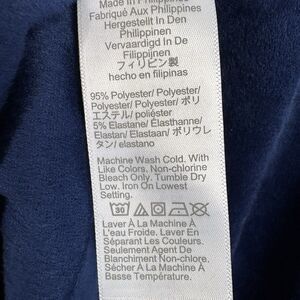 Made In Philippines
Fabriqué Aux Philippines
Hergestellt In Den
Philippinen
Vervaardigd In De
Filippijnen
フィリピン製
hecho en filipinas
95% Polyester/ Polyester/
Polyester/ Polyester/ ポリ
エステル/ poliéster
5% Elastane/ Élasthanne/
Elastan/ Elastaan/ ポリウレ
タン/ elastano
Machine Wash Cold. With
Like Colors. Non-chlorine
Bleach Only. Tumble Dry
Low. Iron On Lowest
Setting.
30
Laver À La Machine À
L'eau Froide. Laver En
Séparant Les Couleurs.
Seulement Agent De
Blanchiment Non-chlore.
Sécher À La Machine À
Basse Température.